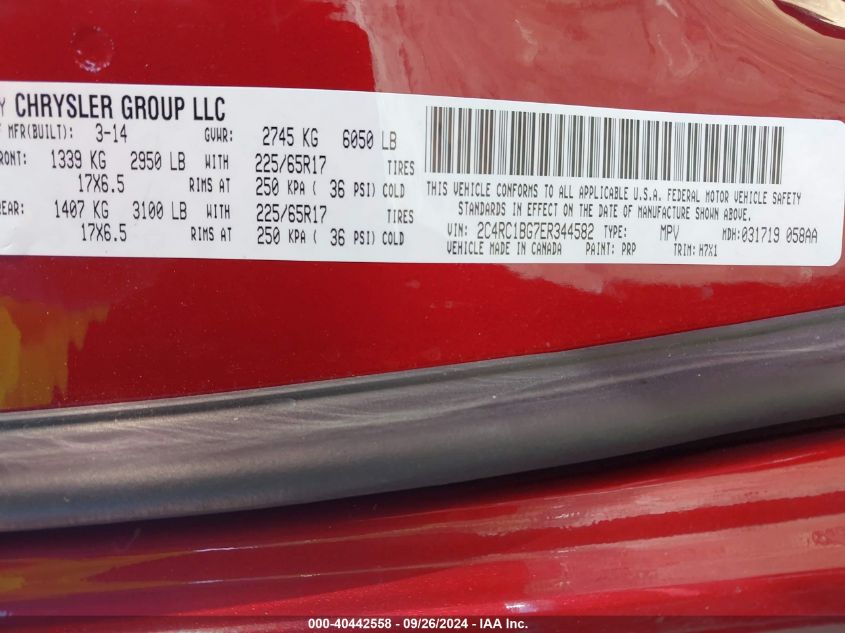 Y CHRYSLER GROUP LLC
F MFR(BUILT): 3-14 GVWR: 2745 KG 6050 LB
RONT: 1339 KG 2950 LB WITH 225/65R17 TIRES
17X6.5 RIMS AT 250 KPA ( 36 PSI) COLD
EAR: 1407 KG 3100 LB WITH 225/65R17 TIRES
17X6.5 RIMS AT 250 KPA ( 36 PSI) COLD
THIS VEHICLE CONFORMS TO ALL APPLICABLE U.S.A. FEDERAL MOTOR VEHICLE SAFETY
STANDARDS IN EFFECT ON THE DATE OF MANUFACTURE SHOWN ABOVE.
VIN: 2C4RC1BG7ER344582 TYPE: MPV MDH:031719 058AA
VEHICLE MADE IN CANADA PAINT: PRP TRIM: H7X1
000-40442558 - 09/26/2024 - IAA Inc.